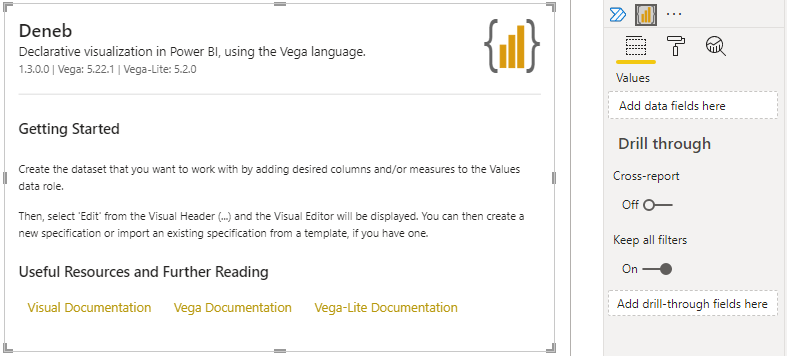 Deneb
Declarative visualization in Power BI, using the Vega language.
1.3.0.0 | Vega: 5.22.1 | Vega-Lite: 5.2.0
Getting Started
Create the dataset that you want to work with by adding desired columns and/or measures to the Values
data role.
Then, select 'Edit' from the Visual Header (...) and the Visual Editor will be displayed. You can then create a
new specification or import an existing specification from a template, if you have one.
Useful Resources and Further Reading
Visual Documentation Vega Documentation Vega-Lite Documentation
Values
Add data fields here
Drill through
Cross-report
Off
Keep all filters
On
Add drill-through fields here